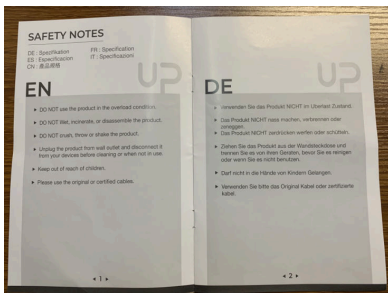 SAFETY NOTES
DE : Spezifikation FR : Specification
ES : Especificacion IT : Specificazioni
CN : 產品規格
UP
EN
▸ DO NOT use the product in the overload condition.
▸ DO NOT Wet, incinerate, or disassemble the product.
▸ DO NOT crush, throw or shake the product.
▸ Unplug the product from wall outlet and disconnect it
from your devices before cleaning or when not in use.
▸ Keep out of reach of children.
▸ Please use the original or certified cables.
◂ 1 ▸
UP
DE
▸ Verwenden Sie das Produkt NICHT im Uberlast Zustand.
▸ Das Produkt NICHT nass machen, verbrennen oder
zerleggen.
▸ Das Produkt NICHT zerdrücken werfen oder schütteln.
▸ Ziehen Sie das Produkt aus der Wandsteckdose und
trennen Sie es von Ihren Geräten, bevor Sie es reinigen
oder wenn Sie es nicht benutzen.
▸ Darf nicht in die Hände von Kindern Gelangen.
▸ Verwenden Sie bitte das Original Kabel oder zertifizierte
kabel.
◂ 2 ▸